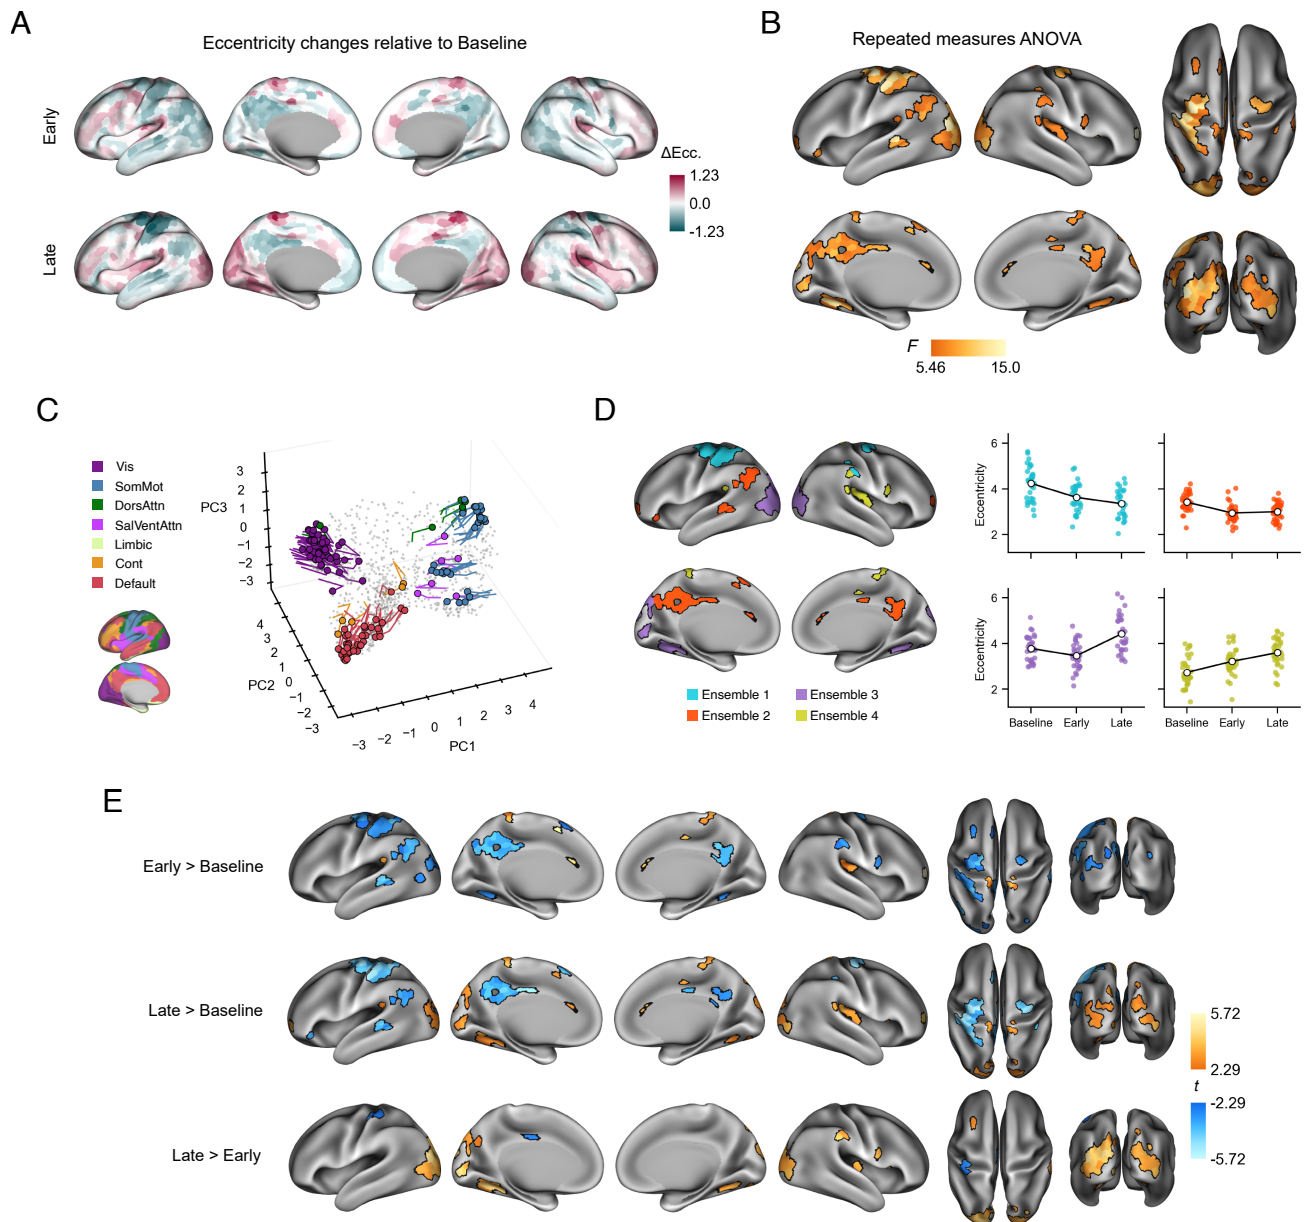 A
Eccentricity changes relative to Baseline
Early
Late
ΔEcc.
1.23
0.0
-1.23
B
Repeated measures ANOVA
F
5.46
15.0
C
Vis
SomMot
DorsAttn
SalVentAttn
Limbic
Cont
Default
PC3
3
2
1
0
−1
−2
−3
PC2
4
3
2
1
0
−1
−2
−3
PC1
−3
−2
−1
0
1
2
3
4
D
Ensemble 1
Ensemble 2
Ensemble 3
Ensemble 4
Eccentricity
6
4
2
Eccentricity
6
4
2
Baseline
Early
Late
Baseline
Early
Late
E
Early > Baseline
Late > Baseline
Late > Early
5.72
2.29
t
-2.29
-5.72